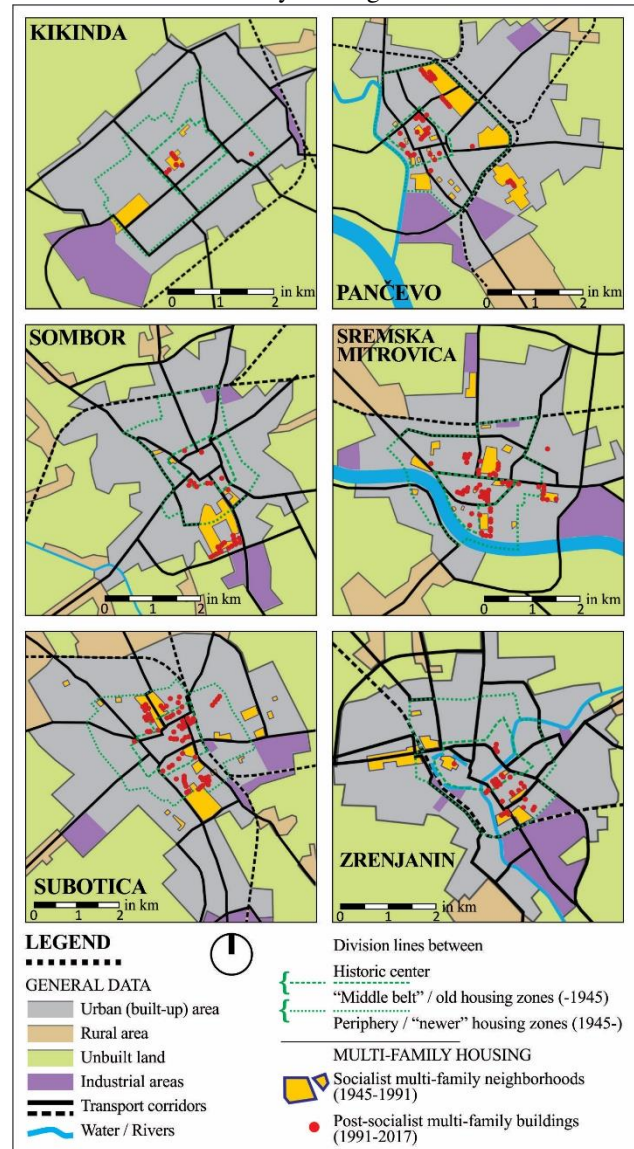 KIKINDA
0 1 2 in km
PANČEVO
0 1 2 in km
SOMBOR
0 1 2 in km
SREMSKA
MITROVICA
0 1 2 in km
SUBOTICA
0 1 2 in km
ZRENJANIN
0 1 2 in km
LEGEND
GENERAL DATA
Urban (built-up) area
Rural area
Unbuilt land
Industrial areas
Transport corridors
Water / Rivers
Division lines between
Historic center
“Middle belt” / old housing zones (-1945)
Periphery / “newer” housing zones (1945-)
MULTI-FAMILY HOUSING
Socialist multi-family neighborhoods
(1945-1991)
Post-socialist multi-family buildings
(1991-2017)